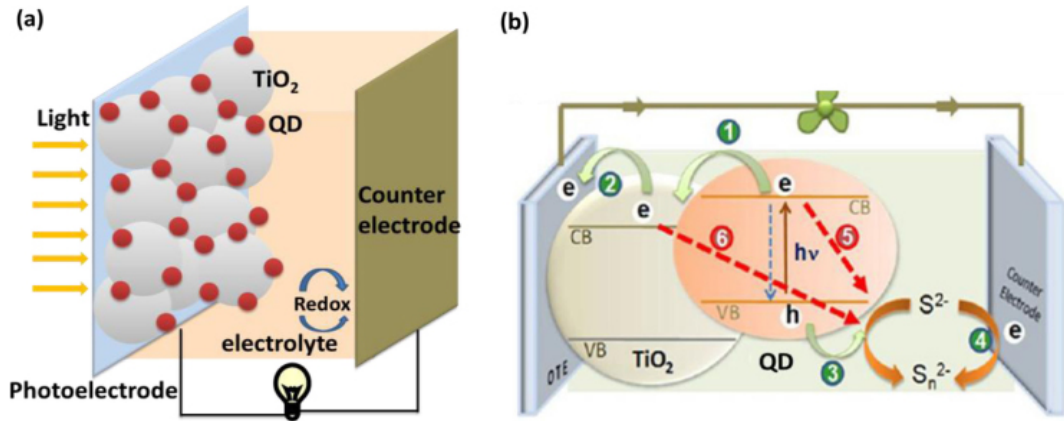 (a)
TiO2
Light
QD
Counter
electrode
Redox
electrolyte
Photoelectrode
(b)
1
2
e
e
e
CB
CB
6
5
hν
VB
h
VB
TiO2
QD
3
S2-
Sn2-
4
e
Counter
Electrode
OTE